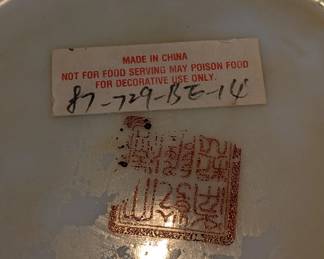 MADE IN CHINA
NOT FOR FOOD SERVING MAY POISON FOOD
FOR DECORATIVE USE ONLY.
87-729-BE-14